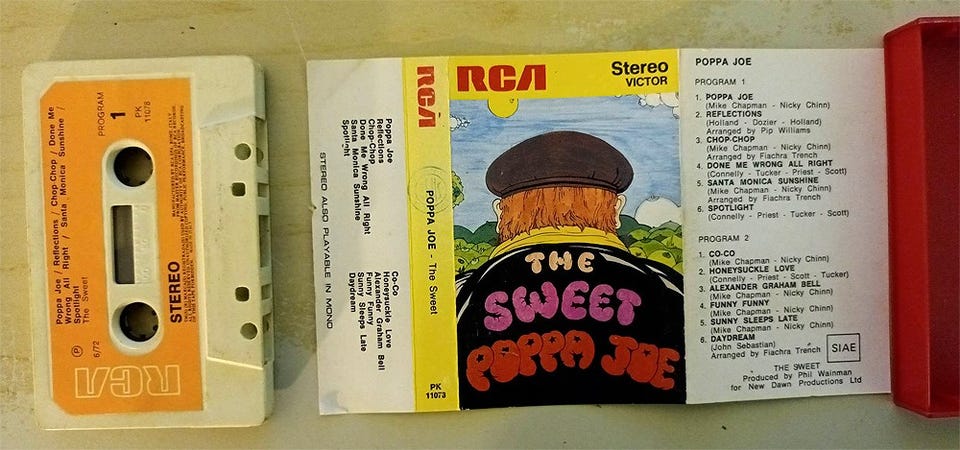 Poppa Joe / Reflections / Chop Chop / Done Me
Wrong All Right / Santa Monica Sunshine /
Spotlight
The Sweet
PROGRAM
1
PK
11078
STEREO
P 6/72
RCA
STEREO ALSO PLAYABLE IN MONO
Poppa Joe
Reflections
Chop-Chop
Done Me Wrong All Right
Santa Monica Sunshine
Spotlight
Co-Co
Honeysuckle Love
Alexander Graham Bell
Funny Funny
Sunny Sleeps Late
Daydream
RCA
POPPA JOE - The Sweet
PK
11073
RCA
Stereo
VICTOR
THE
SWEET
POPPA JOE
POPPA JOE
PROGRAM 1
1. POPPA JOE
(Mike Chapman - Nicky Chinn)
2. REFLECTIONS
(Holland - Dozier - Holland)
Arranged by Pip Williams
3. CHOP-CHOP
(Mike Chapman - Nicky Chinn)
Arranged by Fiachra Trench
4. DONE ME WRONG ALL RIGHT
(Connelly - Tucker - Priest - Scott)
5. SANTA MONICA SUNSHINE
(Mike Chapman - Nicky Chinn)
Arranged by Fiachra Trench
6. SPOTLIGHT
(Connelly - Priest - Tucker - Scott)
PROGRAM 2
1. CO-CO
(Mike Chapman - Nicky Chinn)
2. HONEYSUCKLE LOVE
(Connelly - Priest - Scott - Tucker)
3. ALEXANDER GRAHAM BELL
(Mike Chapman - Nicky Chinn)
4. FUNNY FUNNY
(Mike Chapman - Nicky Chinn)
5. SUNNY SLEEPS LATE
(Mike Chapman - Nicky Chinn)
6. DAYDREAM
(John Sebastian)
Arranged by Fiachra Trench
SIAE
THE SWEET
Produced by Phil Wainman
for New Dawn Productions Ltd